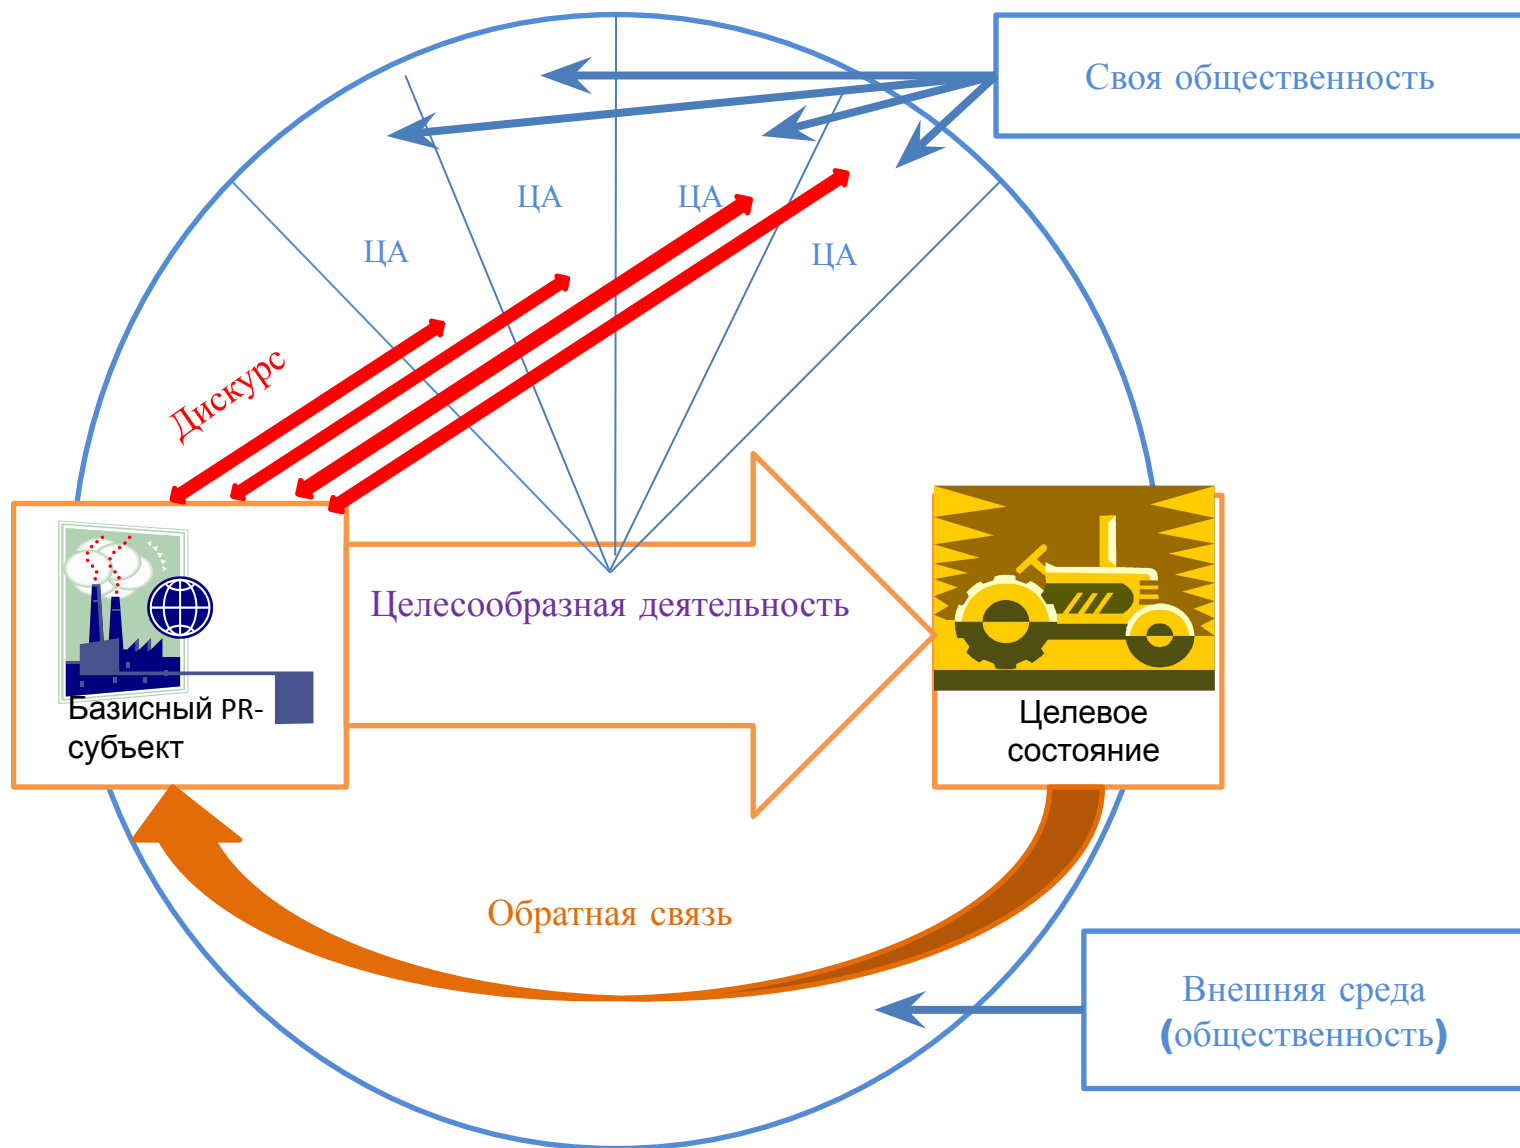 Своя общественность
ЦА
ЦА
ЦА
ЦА
Дискурс
Целесообразная деятельность
Базисный PR-
субъект
Целевое
состояние
Обратная связь
Внешняя среда
(общественность)